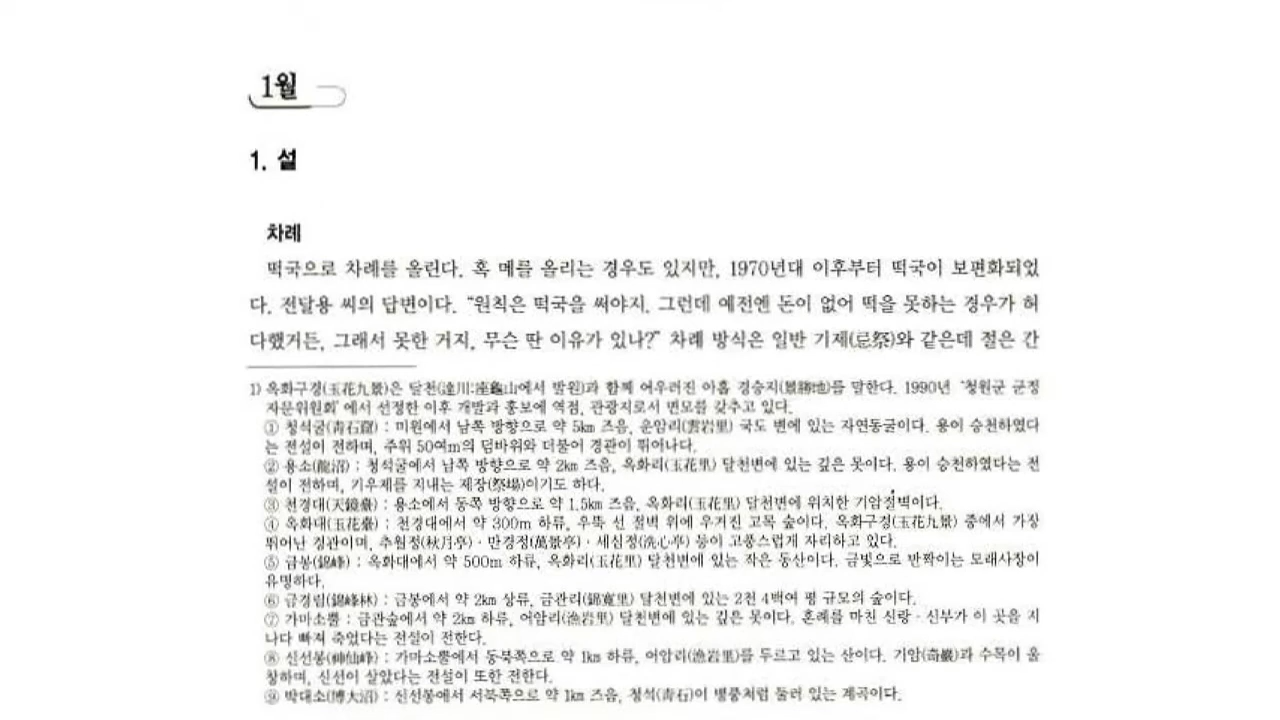 1월
1. 설
차례
떡국으로 차례를 올린다. 혹 메를 올리는 경우도 있지만, 1970년대 이후부터 떡국이 보편화되었
다. 전달용 씨의 답변이다. “원칙은 떡국을 써야지. 그런데 예전엔 돈이 없어 떡을 못하는 경우가 허
다했거든, 그래서 못한 거지, 무슨 딴 이유가 있나?” 차례 방식은 일반 기제(忌祭)와 같은데 절은 간
1) 옥화구경(玉花九景)은 달천(達川:座龜山에서 발원)과 함께 어우러진 아홉 경승지(景勝地)를 말한다. 1990년 ‘청원군 군정
자문위원회’에서 선정한 이후 개발과 홍보에 역점, 관광지로서 면모를 갖추고 있다.
① 청석굴(靑石窟) : 미원에서 남쪽 방향으로 약 5㎞ 즈음, 운암리(雲岩里) 국도 변에 있는 자연동굴이다. 용이 승천하였다
는 전설이 전하며, 주위 50여m의 덤바위와 더불어 경관이 뛰어나다.
② 용소(龍沼) : 청석굴에서 남쪽 방향으로 약 2㎞ 즈음, 옥화리(玉花里) 달천변에 있는 깊은 못이다. 용이 승천하였다는 전
설이 전하며, 기우제를 지내는 제장(祭場)이기도 하다.
③ 천경대(天鏡臺) : 용소에서 동쪽 방향으로 약 1.5㎞ 즈음, 옥화리(玉花里) 달천변에 위치한 기암절벽이다.
④ 옥화대(玉花臺) : 천경대에서 약 300m 하류, 우뚝 선 절벽 위에 우거진 고목 숲이다. 옥화구경(玉花九景) 중에서 가장
뛰어난 경관이며, 추월정(秋月亭)·만경정(萬景亭)·세심정(洗心亭) 등이 고풍스럽게 자리하고 있다.
⑤ 금봉(錦峰) : 옥화대에서 약 500m 하류, 옥화리(玉花里) 달천변에 있는 작은 동산이다. 금빛으로 반짝이는 모래사장이
유명하다.
⑥ 금경림(錦峰林) : 금봉에서 약 2㎞ 상류, 금관리(錦寬里) 달천변에 있는 2천 4백여 평 규모의 숲이다.
⑦ 가마소뿔 : 금관숲에서 약 2㎞ 하류, 어암리(漁岩里) 달천변에 있는 깊은 못이다. 혼례를 마친 신랑·신부가 이 곳을 지
나다 빠져 죽었다는 전설이 전한다.
⑧ 신선봉(神仙峰) : 가마소뿔에서 동북쪽으로 약 1㎞ 하류, 어암리(漁岩里)를 두르고 있는 산이다. 기암(奇巖)과 수목이 울
창하며, 신선이 살았다는 전설이 또한 전한다.
⑨ 박대소(博大沼) : 신선봉에서 서북쪽으로 약 1㎞ 즈음, 청석(靑石)이 병풍처럼 둘러 있는 계곡이다.